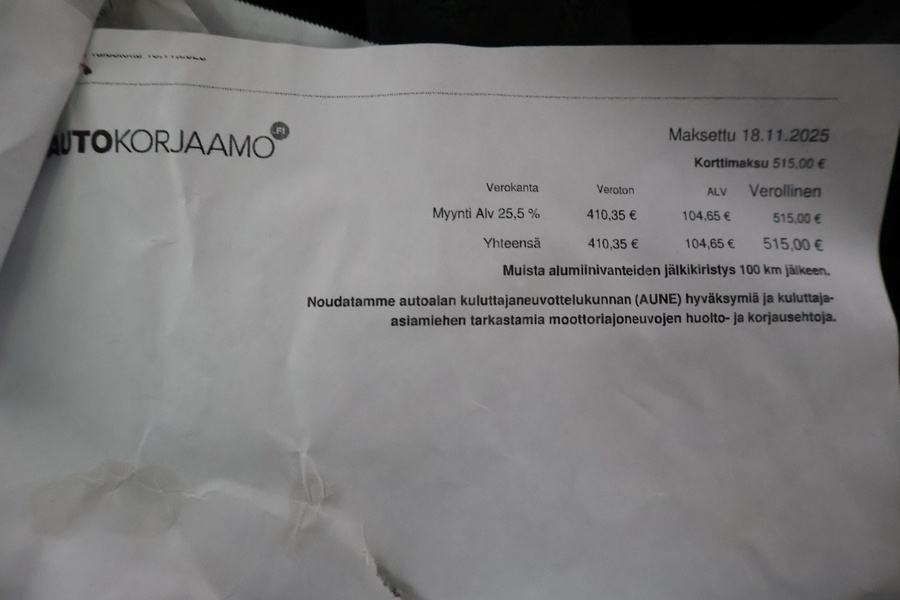 AUTOKORJAAMO.FI
Maksettu 18.11.2025
Korttimaksu 515,00 €
Verokanta Veroton ALV Verollinen
Myynti Alv 25,5 % 410,35 € 104,65 € 515,00 €
Yhteensä 410,35 € 104,65 € 515,00 €
Muista alumiinivanteiden jälkikiristys 100 km jälkeen.
Noudatamme autoalan kuluttajaneuvottelukunnan (AUNE) hyväksymiä ja kuluttaja-
asiamiehen tarkastamia moottoriajoneuvojen huolto- ja korjausehtoja.